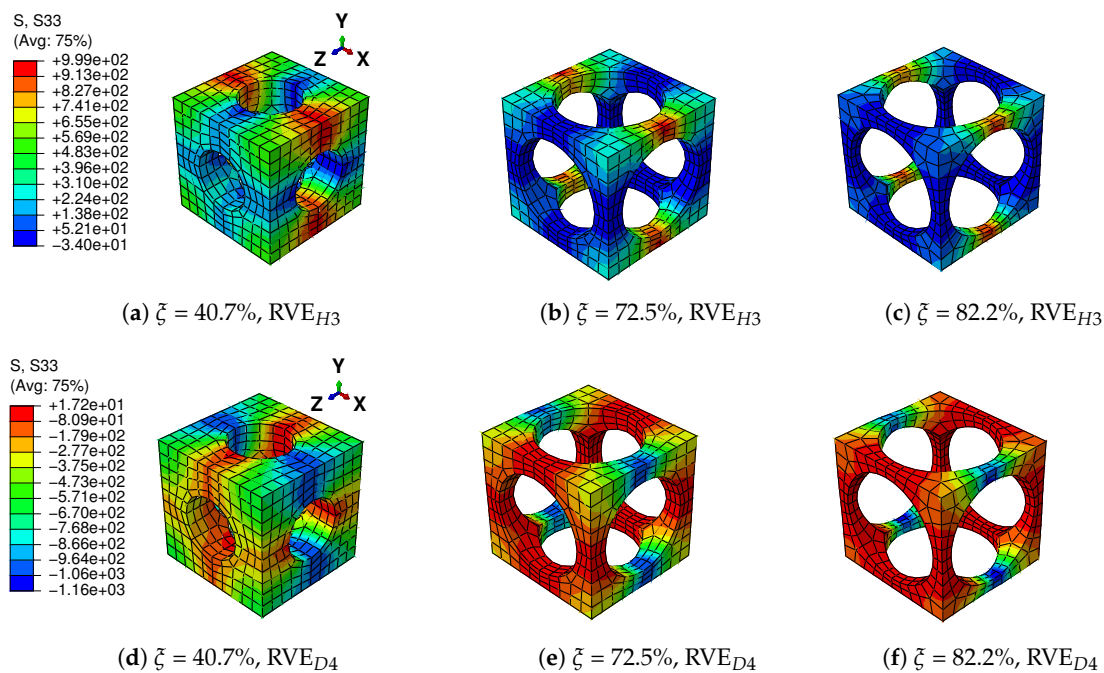 S, S33
(Avg: 75%)
+9.99e+02
+9.13e+02
+8.27e+02
+7.41e+02
+6.55e+02
+5.69e+02
+4.83e+02
+3.96e+02
+3.10e+02
+2.24e+02
+1.38e+02
+5.21e+01
−3.40e+01
Y
Z X
(a) ξ = 40.7%, RVE_H3
(b) ξ = 72.5%, RVE_H3
(c) ξ = 82.2%, RVE_H3
S, S33
(Avg: 75%)
+1.72e+01
−8.09e+01
−1.79e+02
−2.77e+02
−3.75e+02
−4.73e+02
−5.71e+02
−6.70e+02
−7.68e+02
−8.66e+02
−9.64e+02
−1.06e+03
−1.16e+03
Y
Z X
(d) ξ = 40.7%, RVE_D4
(e) ξ = 72.5%, RVE_D4
(f) ξ = 82.2%, RVE_D4